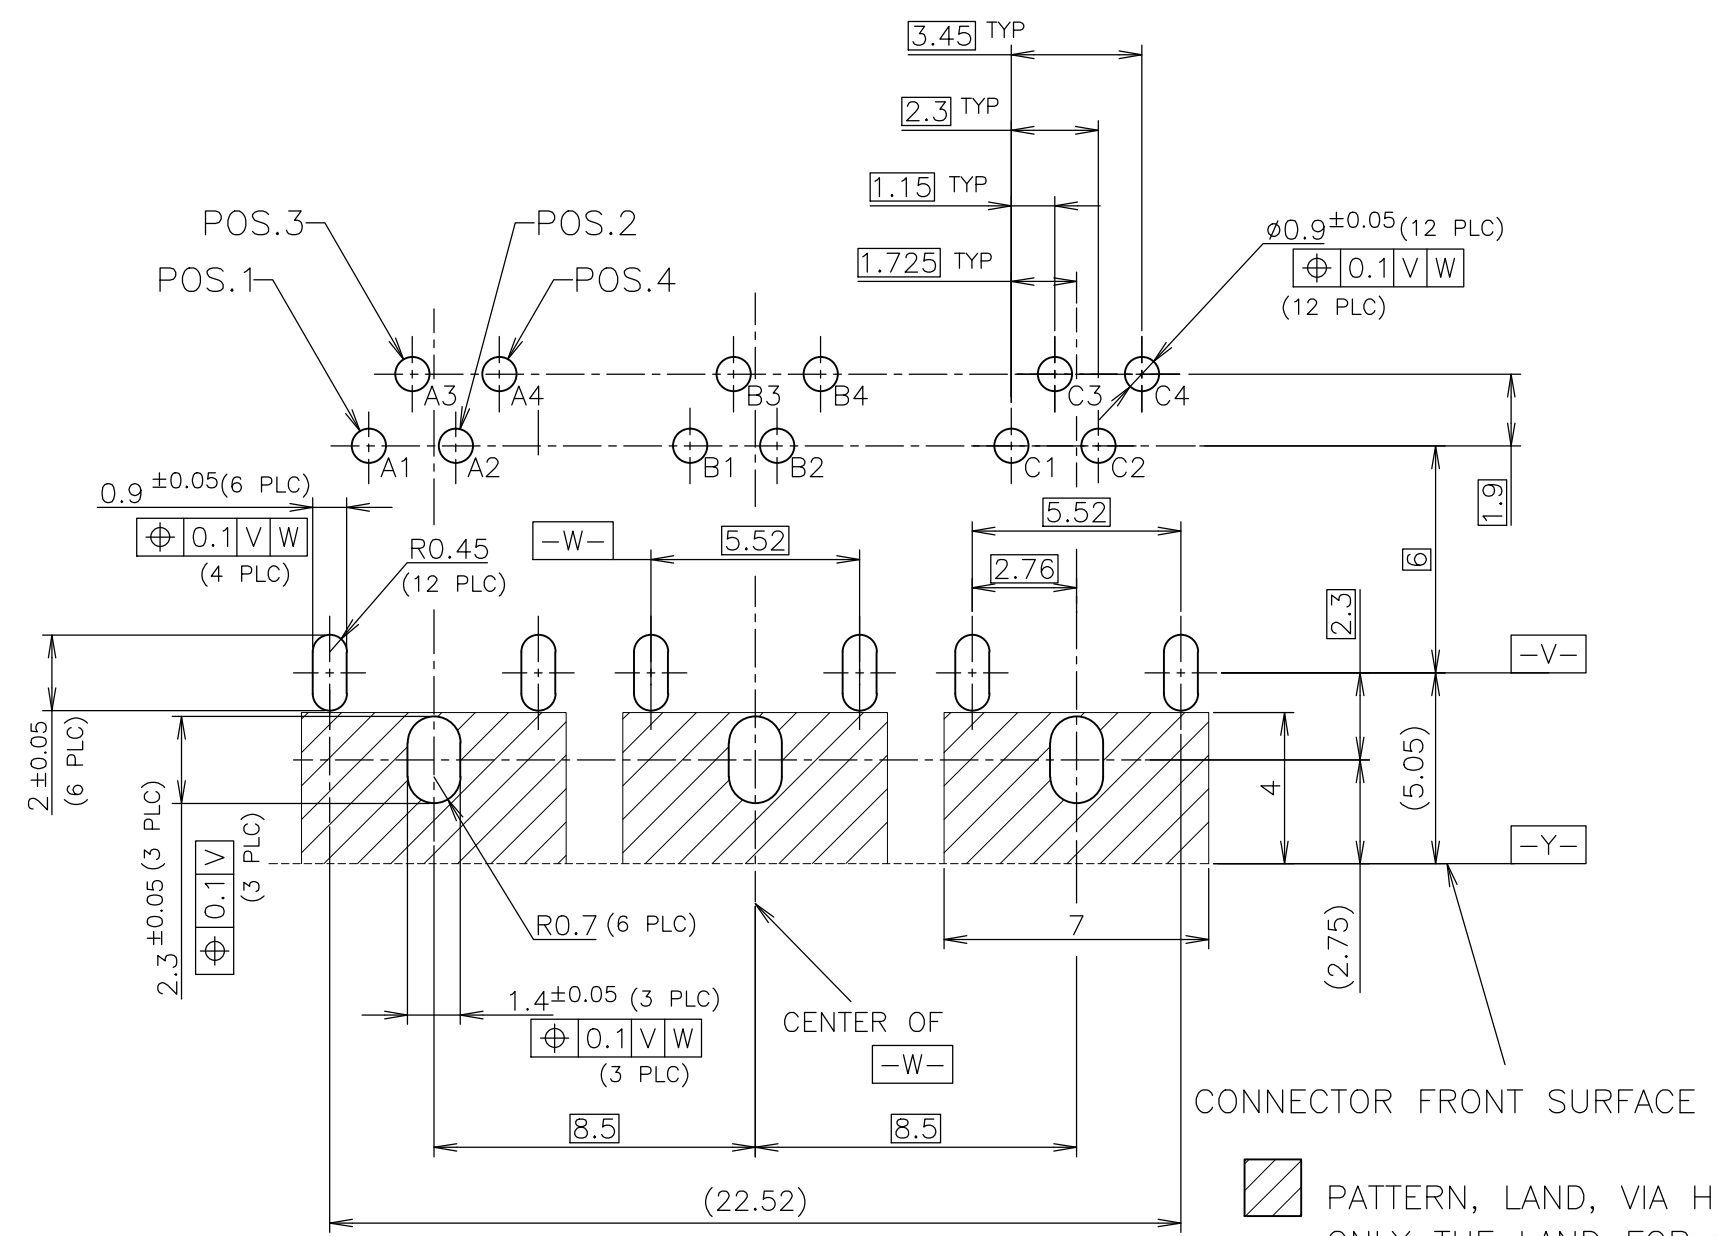 3.45 TYP
2.3 TYP
1.15 TYP
1.725 TYP
POS.3
POS.2
POS.1
POS.4
ø0.9±0.05(12 PLC)
⌖ 0.1 V W
(12 PLC)
A3 A4 B3 B4 C3 C4
A1 A2 B1 B2 C1 C2
0.9 ±0.05(6 PLC)
⌖ 0.1 V W
(4 PLC)
R0.45
(12 PLC)
-W-
5.52
5.52
2.76
1.9
6
2.3
-V-
2±0.05
(6 PLC)
2.3±0.05(3 PLC)
⌖ 0.1 V
(3 PLC)
4
(5.05)
-Y-
R0.7 (6 PLC)
7
(2.75)
1.4±0.05 (3 PLC)
⌖ 0.1 V W
(3 PLC)
CENTER OF
-W-
CONNECTOR FRONT SURFACE
8.5
8.5
(22.52)
PATTERN, LAND, VIA H
ONLY THE LAND FOR